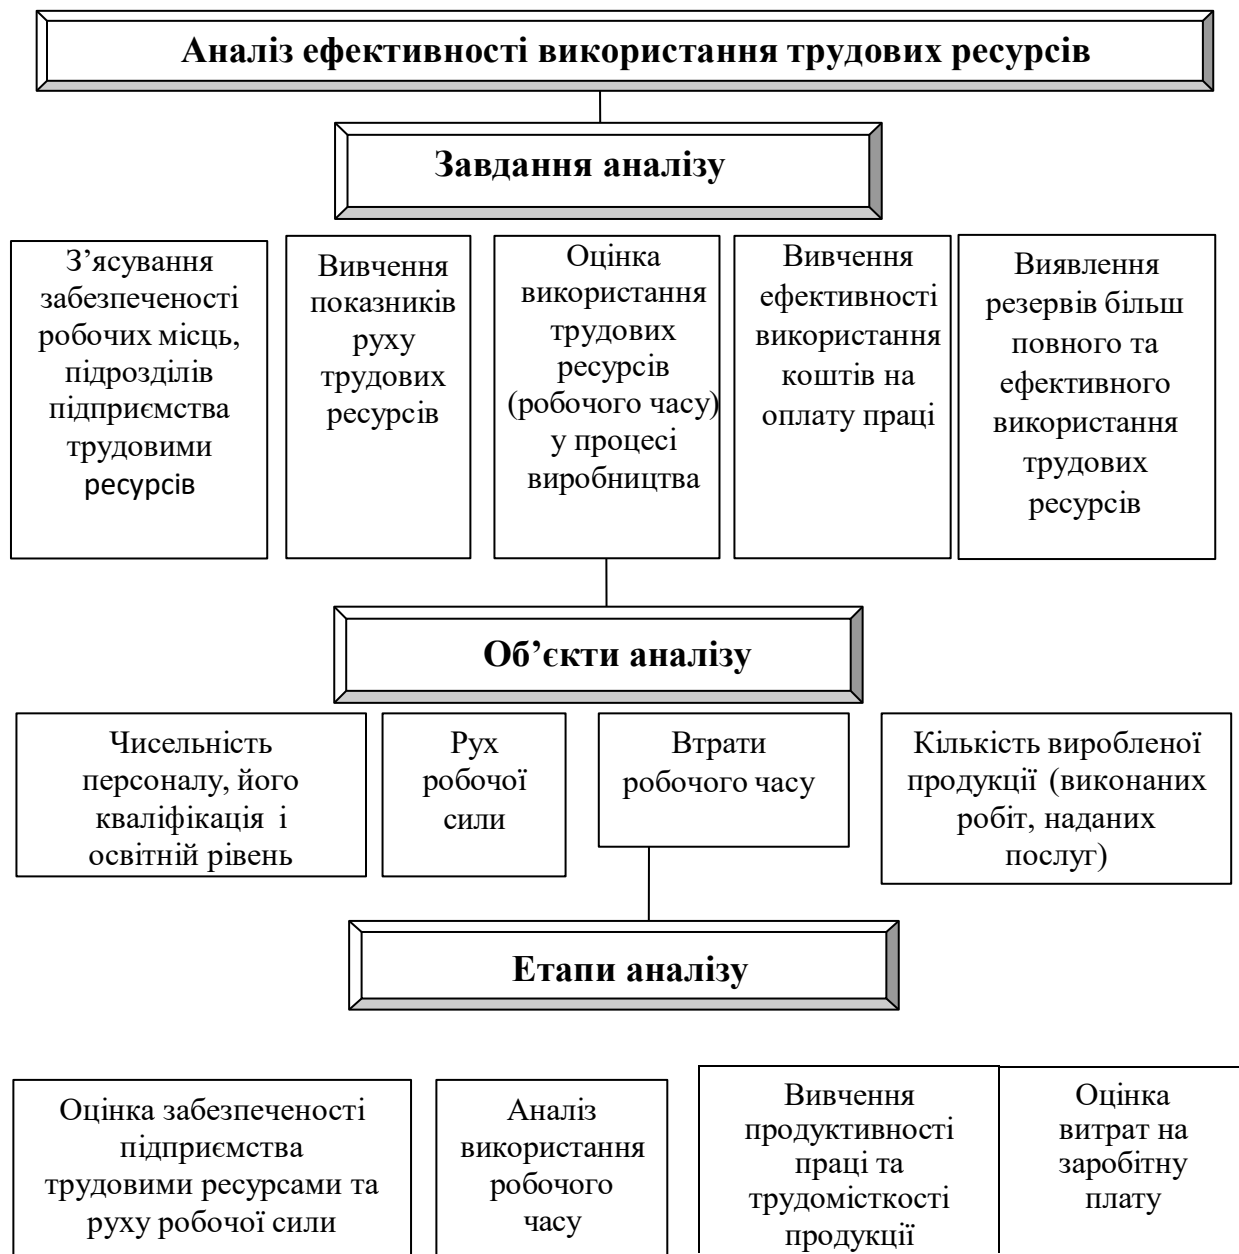 Аналіз ефективності використання трудових ресурсів
Завдання аналізу
З’ясування
забезпеченості
робочих місць,
підрозділів
підприємства
трудовими
ресурсів
Вивчення
показників
руху
трудових
ресурсів
Оцінка
використання
трудових
ресурсів
(робочого часу)
у процесі
виробництва
Вивчення
ефективності
використання
коштів на
оплату праці
Виявлення
резервів більш
повного та
ефективного
використання
трудових
ресурсів
Об’єкти аналізу
Чисельність
персоналу, його
кваліфікація і
освітній рівень
Рух
робочої
сили
Втрати
робочого часу
Кількість виробленої
продукції (виконаних
робіт, наданих
послуг)
Етапи аналізу
Оцінка забезпеченості
підприємства
трудовими ресурсами та
руху робочої сили
Аналіз
використання
робочого
часу
Вивчення
продуктивності
праці та
трудомісткості
продукції
Оцінка
витрат на
заробітну
плату